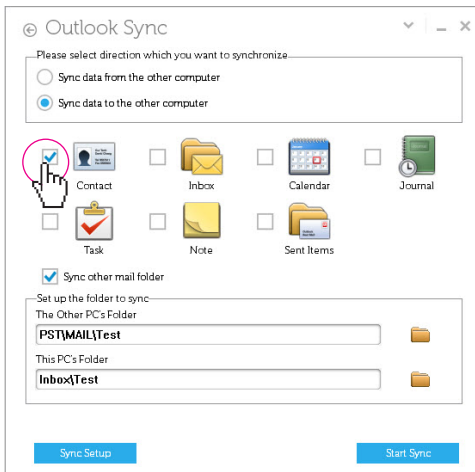 Outlook Sync
Please select direction which you want to synchronize
Sync data from the other computer
Sync data to the other computer
Contact
Inbox
Calendar
Journal
Task
Note
Sent Items
Sync other mail folder
Set up the folder to sync
The Other PC's Folder
PST\MAIL\Test
This PC's Folder
Inbox\Test
Sync Setup
Start Sync